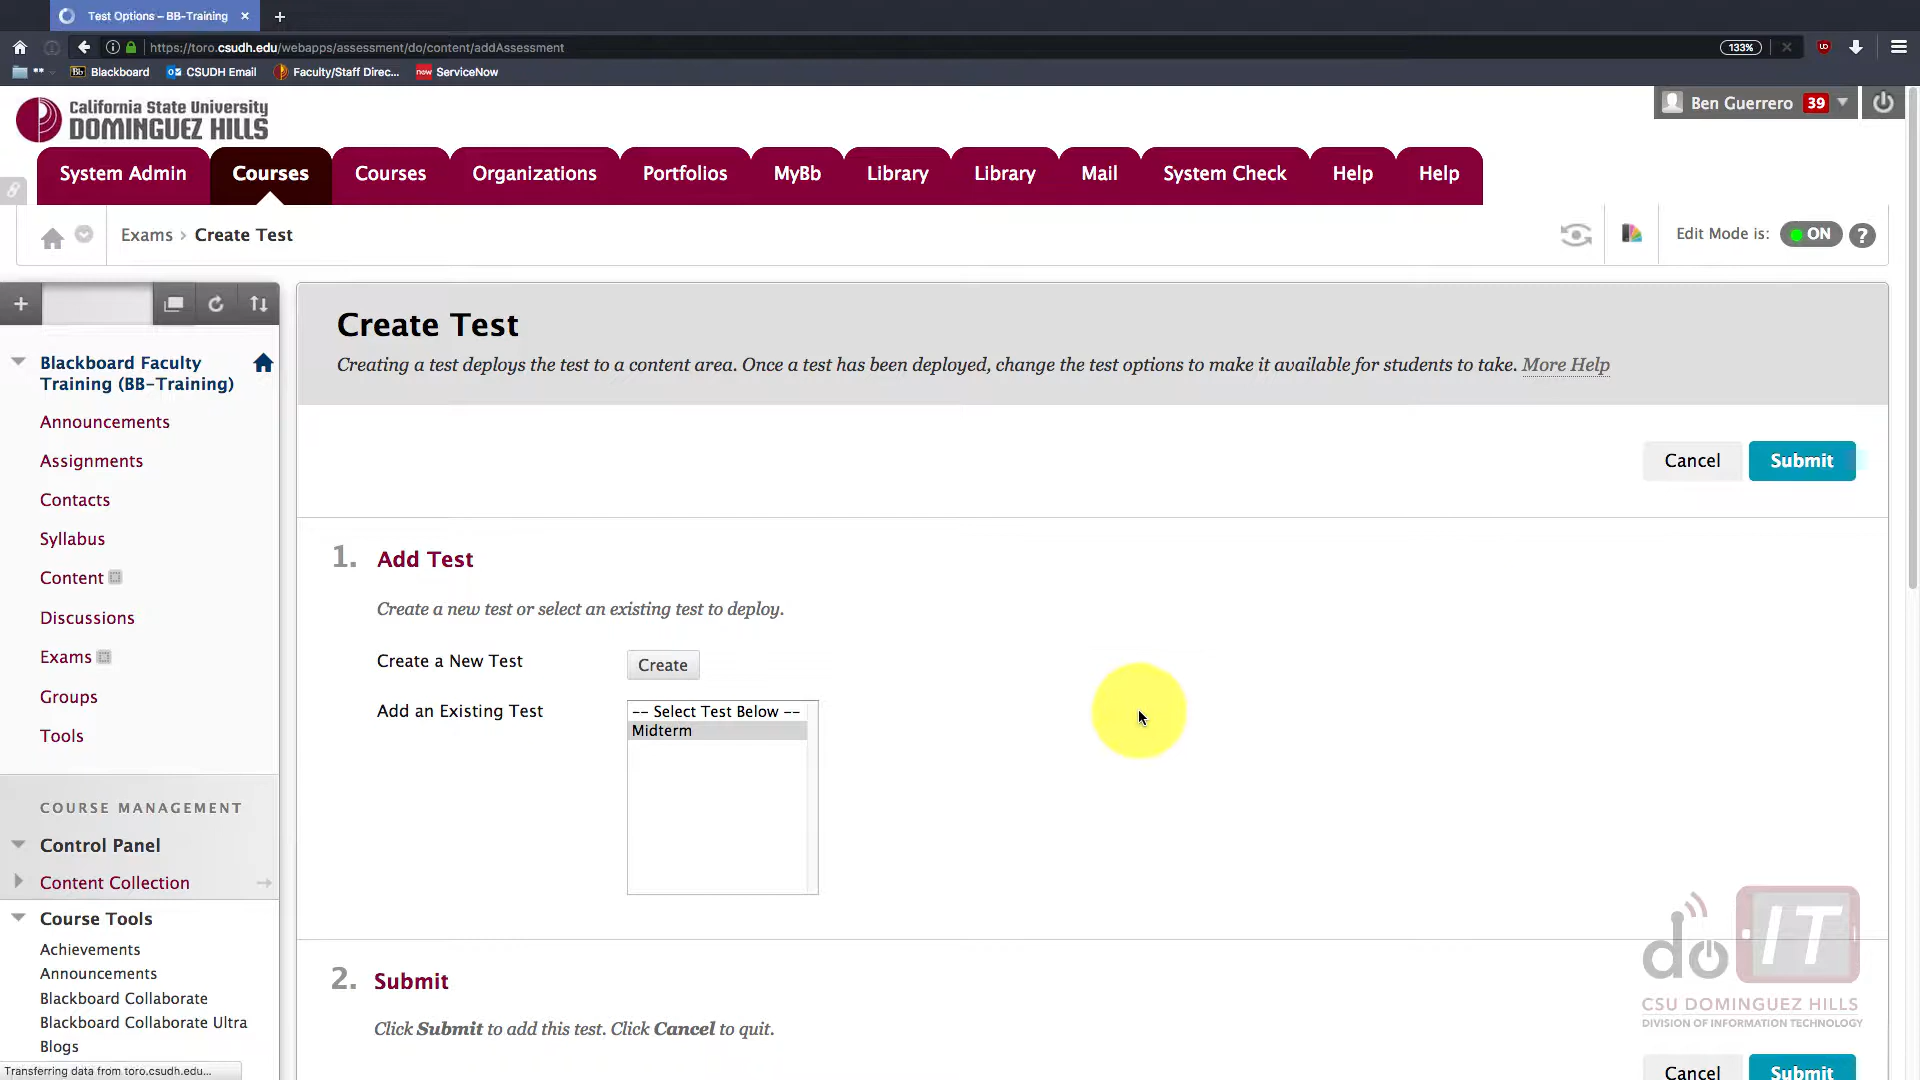 Test Options – BB-Training
https://toro.csudh.edu/webapps/assessment/do/content/addAssessment
133%
Blackboard
CSUDH Email
Faculty/Staff Direc...
now ServiceNow
California State University
DOMINGUEZ HILLS
Ben Guerrero 39
System Admin
Courses
Courses
Organizations
Portfolios
MyBb
Library
Library
Mail
System Check
Help
Help
Exams › Create Test
Edit Mode is: ON ?
Create Test
Creating a test deploys the test to a content area. Once a test has been deployed, change the test options to make it available for students to take. More Help
Cancel
Submit
Blackboard Faculty
Training (BB-Training)
Announcements
Assignments
Contacts
Syllabus
Content
Discussions
Exams
Groups
Tools
COURSE MANAGEMENT
Control Panel
Content Collection
Course Tools
Achievements
Announcements
Blackboard Collaborate
Blackboard Collaborate Ultra
Blogs
Transferring data from toro.csudh.edu...
1. Add Test
Create a new test or select an existing test to deploy.
Create a New Test
Create
Add an Existing Test
-- Select Test Below --
Midterm
2. Submit
Click Submit to add this test. Click Cancel to quit.
Cancel
Submit
do IT
CSU DOMINGUEZ HILLS
DIVISION OF INFORMATION TECHNOLOGY